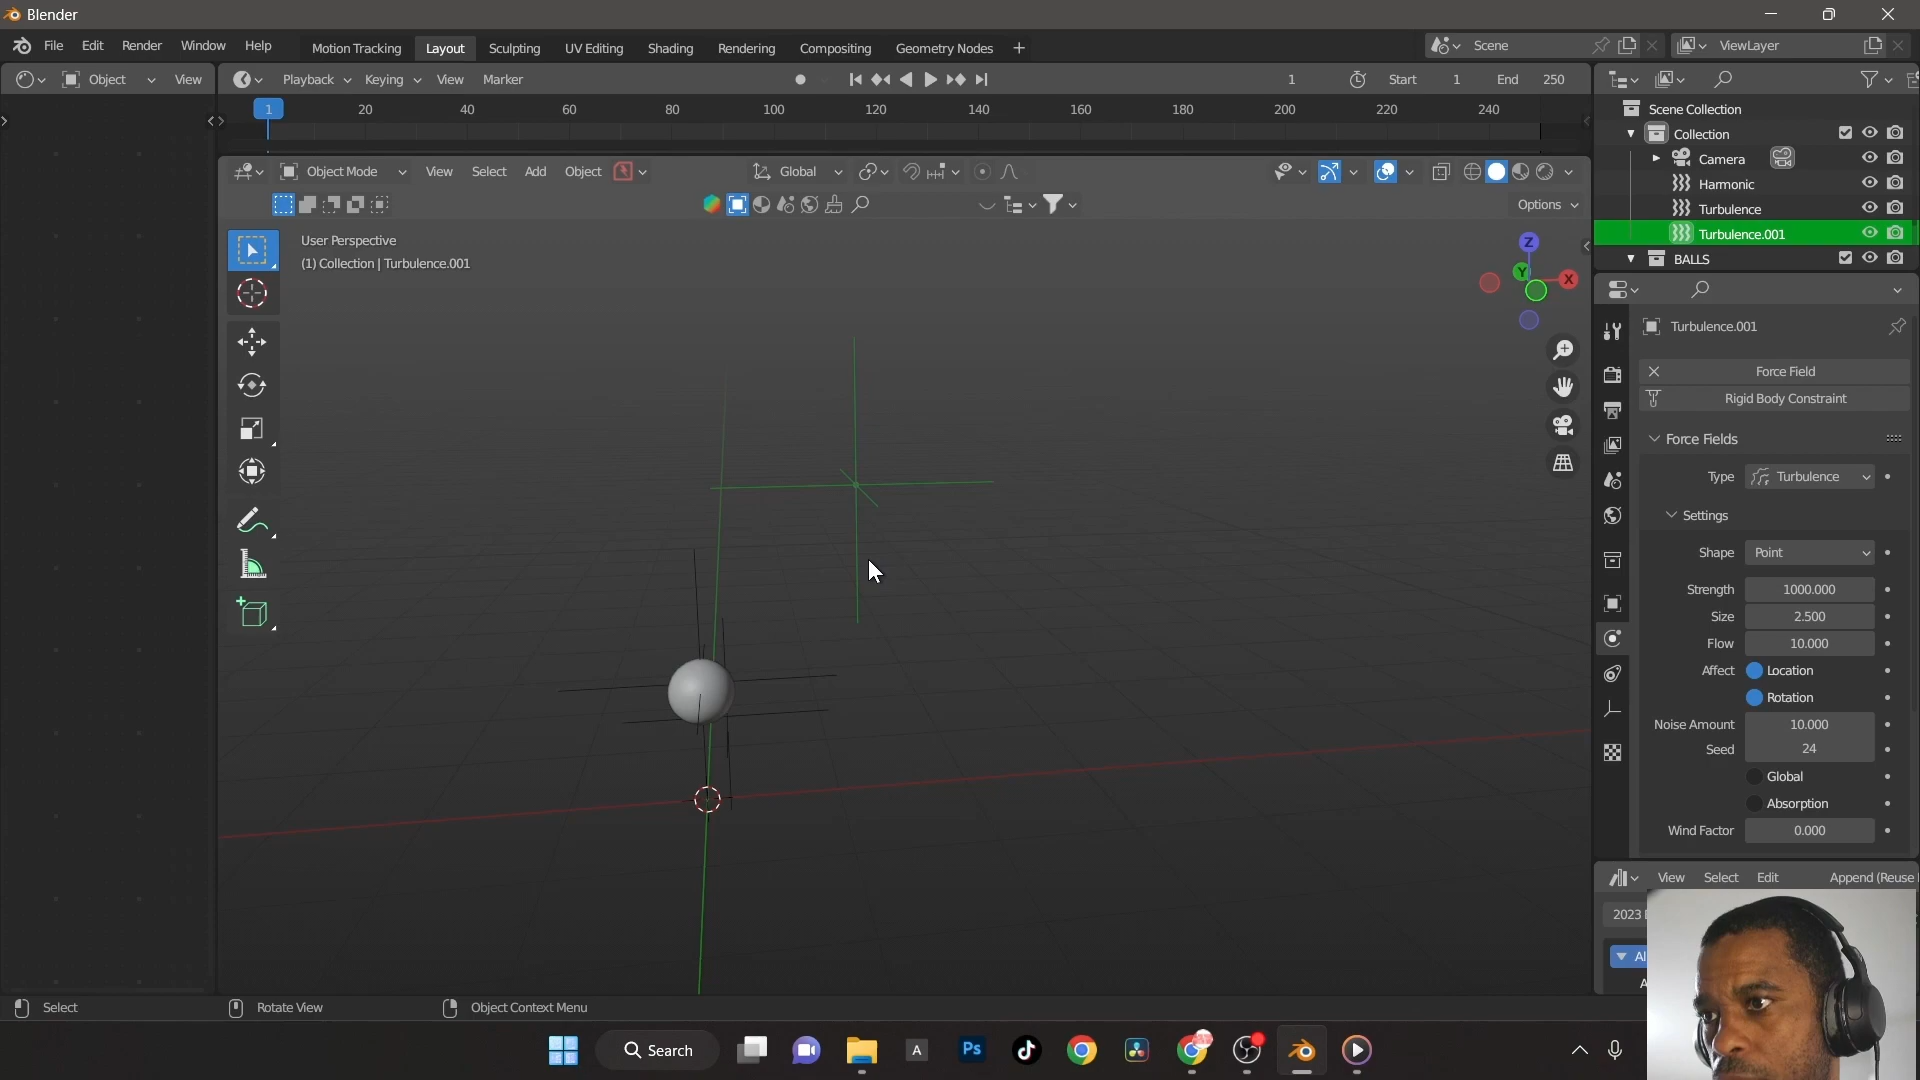 Blender
File Edit Render Window Help Motion Tracking Layout Sculpting UV Editing Shading Rendering Compositing Geometry Nodes + Scene ViewLayer
Object View Playback Keying View Marker 1 Start 1 End 250
1 20 40 60 80 100 120 140 160 180 200 220 240
Object Mode View Select Add Object Global
Options
User Perspective
(1) Collection | Turbulence.001
Z
Y X
Scene Collection
Collection
Camera
Harmonic
Turbulence
Turbulence.001
BALLS
Turbulence.001
Force Field
Rigid Body Constraint
Force Fields
Type Turbulence
Settings
Shape Point
Strength 1000.000
Size 2.500
Flow 10.000
Affect Location
Rotation
Noise Amount 10.000
Seed 24
Global
Absorption
Wind Factor 0.000
View Select Edit Append (Reuse
2023
Al
A
Select Rotate View Object Context Menu
Search A Ps